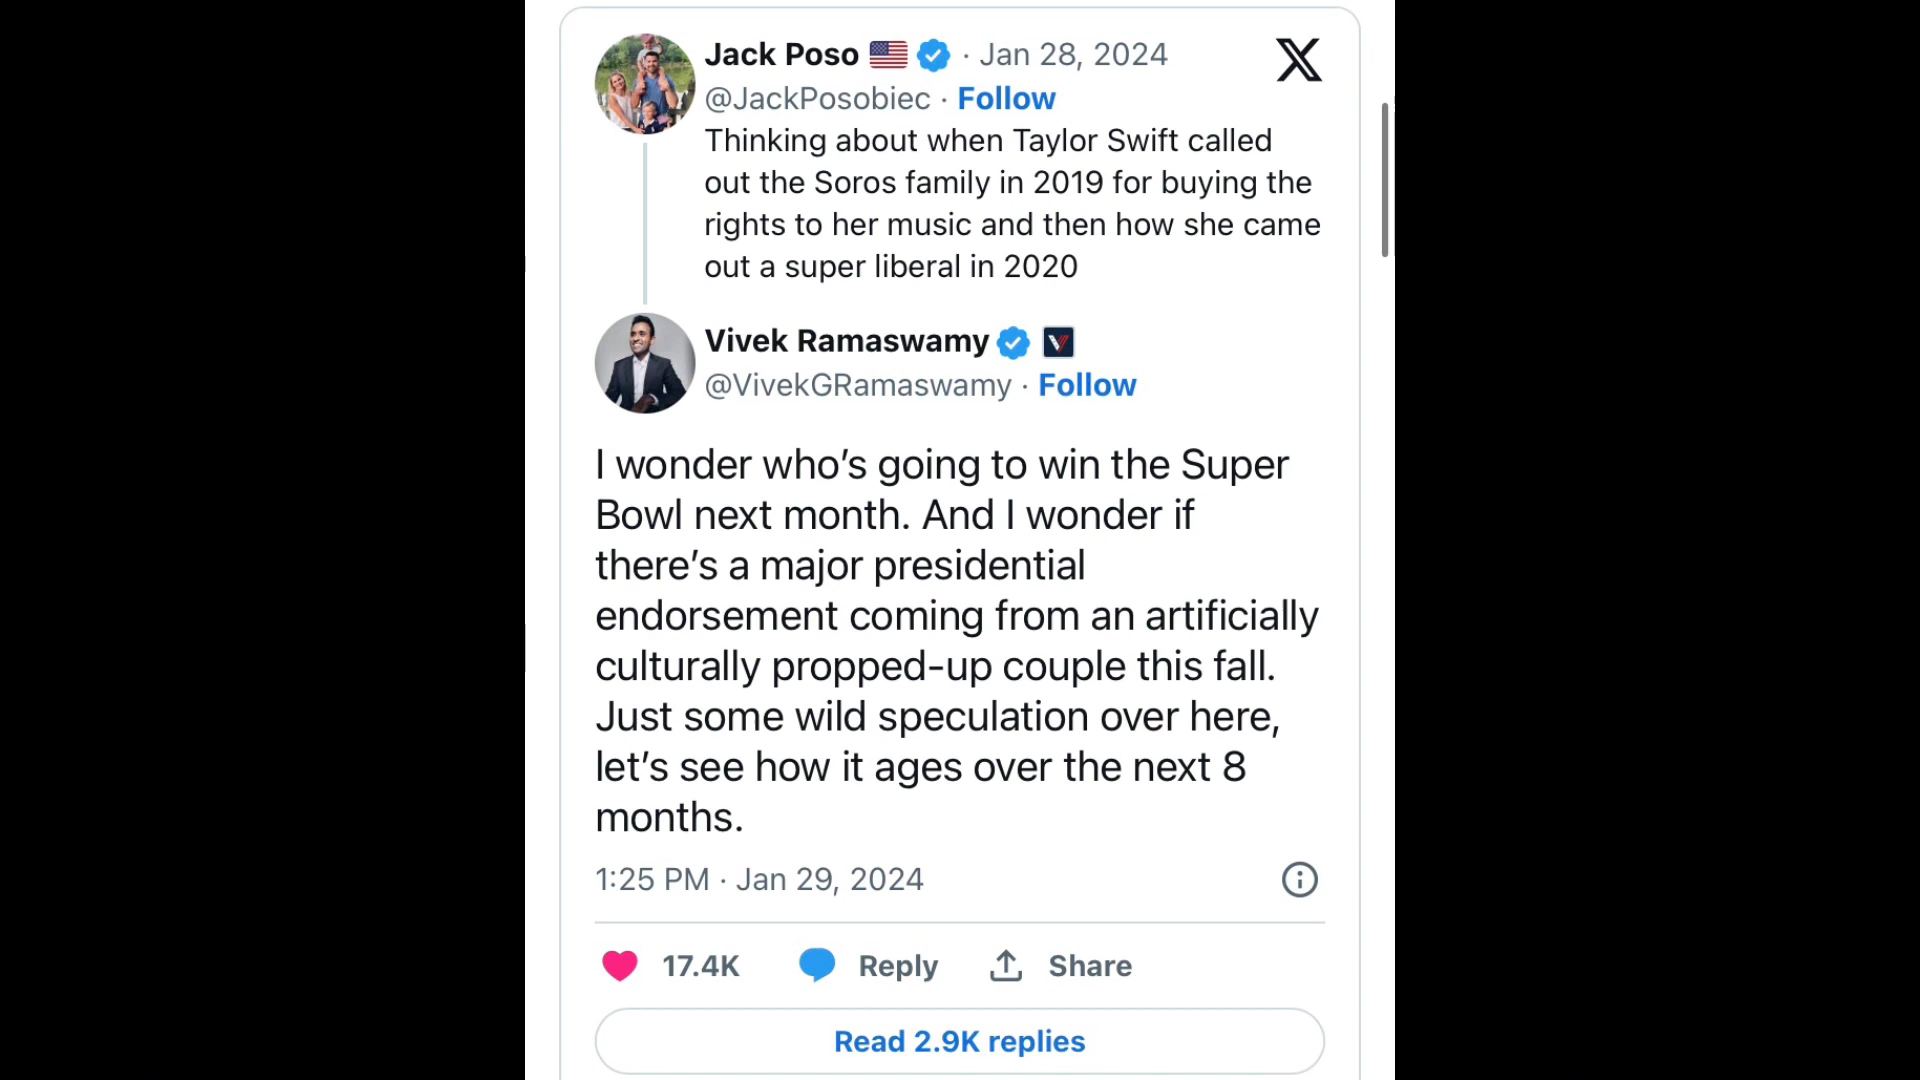 Jack Poso 🇺🇸 · Jan 28, 2024
@JackPosobiec · Follow
Thinking about when Taylor Swift called
out the Soros family in 2019 for buying the
rights to her music and then how she came
out a super liberal in 2020
Vivek Ramaswamy
@VivekGRamaswamy · Follow
I wonder who’s going to win the Super
Bowl next month. And I wonder if
there’s a major presidential
endorsement coming from an artificially
culturally propped-up couple this fall.
Just some wild speculation over here,
let’s see how it ages over the next 8
months.
1:25 PM · Jan 29, 2024
17.4K Reply Share
Read 2.9K replies